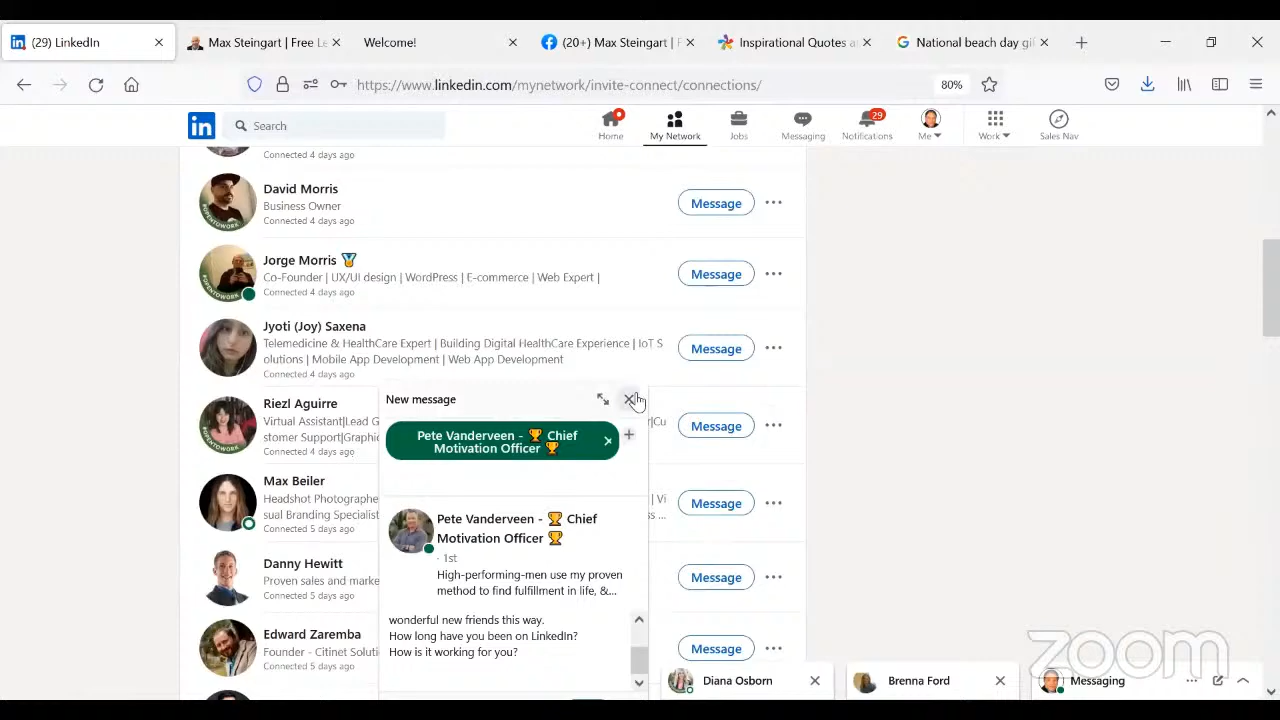 (29) LinkedIn
Max Steingart | Free Le
Welcome!
(20+) Max Steingart | F
Inspirational Quotes a
National beach day gi
https://www.linkedin.com/mynetwork/invite-connect/connections/
80%
in
Search
Home
My Network
Jobs
Messaging
29
Notifications
Me
Work
Sales Nav
Connected 4 days ago
David Morris
Business Owner
Connected 4 days ago
Message
#OPENTOWORK
Jorge Morris
Co-Founder | UX/UI design | WordPress | E-commerce | Web Expert |
Connected 4 days ago
Message
#OPENTOWORK
Jyoti (Joy) Saxena
Telemedicine & HealthCare Expert | Building Digital HealthCare Experience | IoT S
olutions | Mobile App Development | Web App Development
Connected 4 days ago
Message
Riezl Aguirre
Virtual Assistant|Lead G
|Cu
stomer Support|Graphic
Connected 4 days ago
Message
#OPENTOWORK
Max Beiler
Headshot Photographe
| Vi
sual Branding Specialist
...
Connected 5 days ago
Message
Danny Hewitt
Proven sales and marke
Connected 5 days ago
Message
Edward Zaremba
Founder - Citinet Soluti
Connected 5 days ago
Message
New message
Pete Vanderveen - 🏆 Chief
Motivation Officer 🏆
Pete Vanderveen - 🏆 Chief
Motivation Officer 🏆
· 1st
High-performing-men use my proven
method to find fulfillment in life, &...
wonderful new friends this way.
How long have you been on LinkedIn?
How is it working for you?
Diana Osborn
Brenna Ford
Messaging
zoom